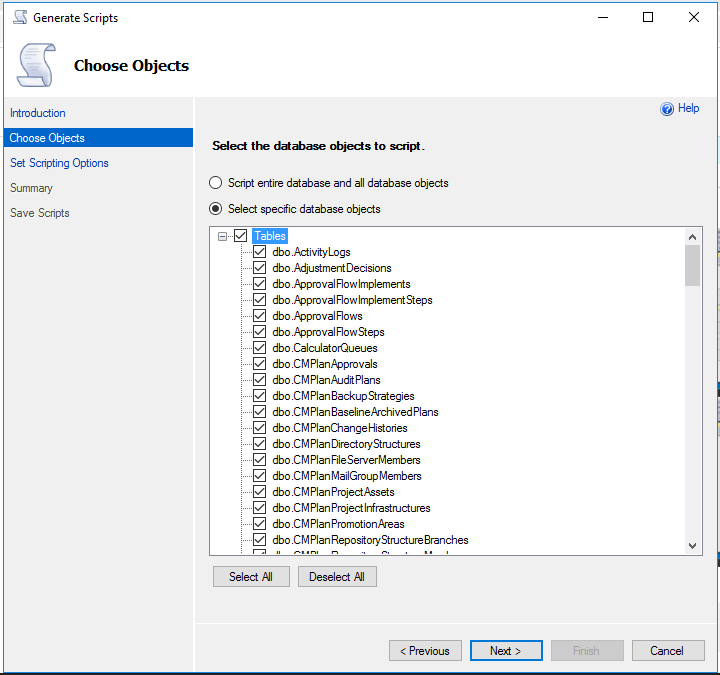 Generate Scripts
Choose Objects
Introduction
Choose Objects
Set Scripting Options
Summary
Save Scripts
Help
Select the database objects to script.
Script entire database and all database objects
Select specific database objects
Tables
dbo.ActivityLogs
dbo.AdjustmentDecisions
dbo.ApprovalFlowImplements
dbo.ApprovalFlowImplementSteps
dbo.ApprovalFlows
dbo.ApprovalFlowSteps
dbo.CalculatorQueues
dbo.CMPlanApprovals
dbo.CMPlanAuditPlans
dbo.CMPlanBackupStrategies
dbo.CMPlanBaselineArchivedPlans
dbo.CMPlanChangeHistories
dbo.CMPlanDirectoryStructures
dbo.CMPlanFileServerMembers
dbo.CMPlanMailGroupMembers
dbo.CMPlanProjectAssets
dbo.CMPlanProjectInfrastructures
dbo.CMPlanPromotionAreas
dbo.CMPlanRepositoryStructureBranches
Select All
Deselect All
< Previous
Next >
Finish
Cancel